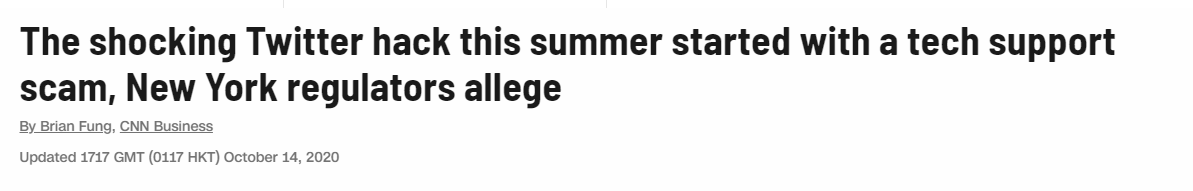 The shocking Twitter hack this summer started with a tech support
scam, New York regulators allege
By Brian Fung, CNN Business
Updated 1717 GMT (0117 HKT) October 14, 2020